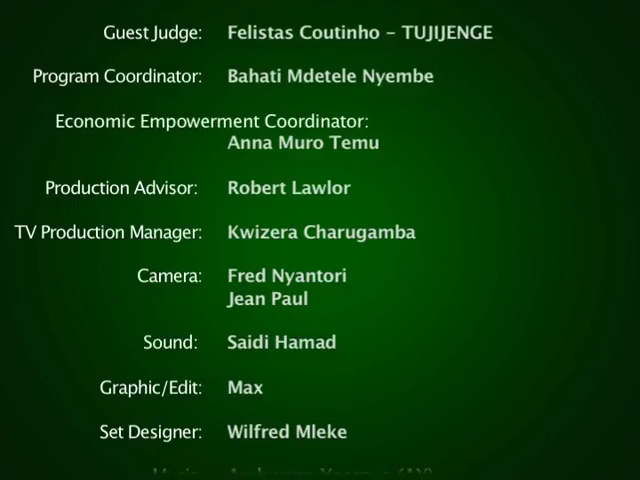 Guest Judge: Felistas Coutinho – TUJIJENGE
Program Coordinator: Bahati Mdetele Nyembe
Economic Empowerment Coordinator:
Anna Muro Temu
Production Advisor: Robert Lawlor
TV Production Manager: Kwizera Charugamba
Camera: Fred Nyantori
Jean Paul
Sound: Saidi Hamad
Graphic/Edit: Max
Set Designer: Wilfred Mleke